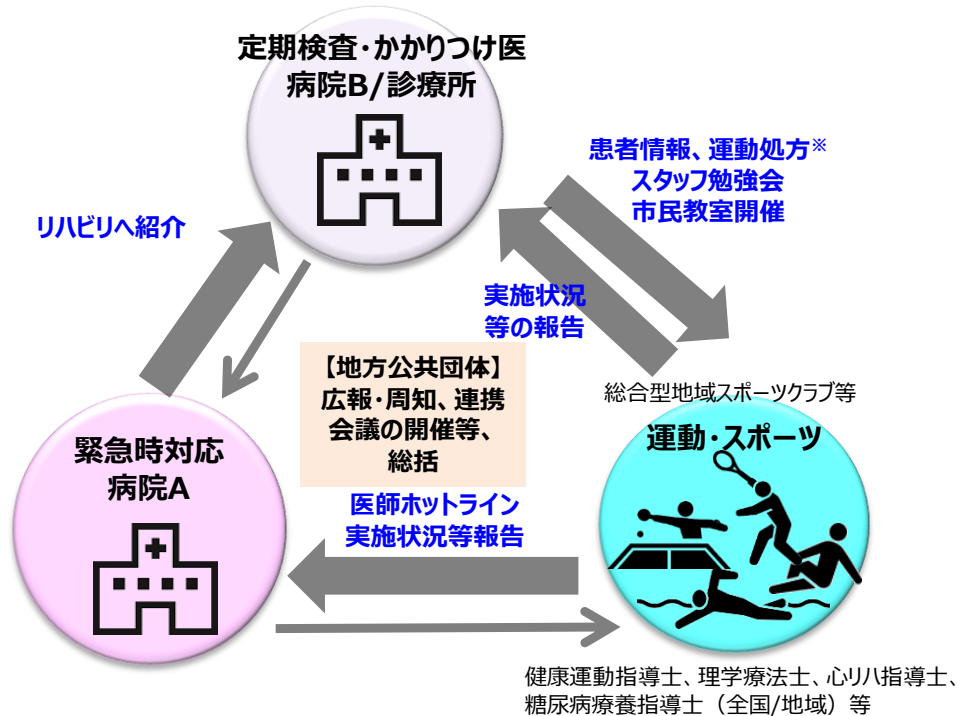 定期検査・かかりつけ医
病院B/診療所
患者情報、運動処方※
スタッフ勉強会
市民教室開催
リハビリへ紹介
実施状況
等の報告
【地方公共団体】
広報・周知、連携
会議の開催等、
総括
総合型地域スポーツクラブ等
運動・スポーツ
緊急時対応
病院A
医師ホットライン
実施状況等報告
健康運動指導士、理学療法士、心リハ指導士、
糖尿病療養指導士（全国/地域）等